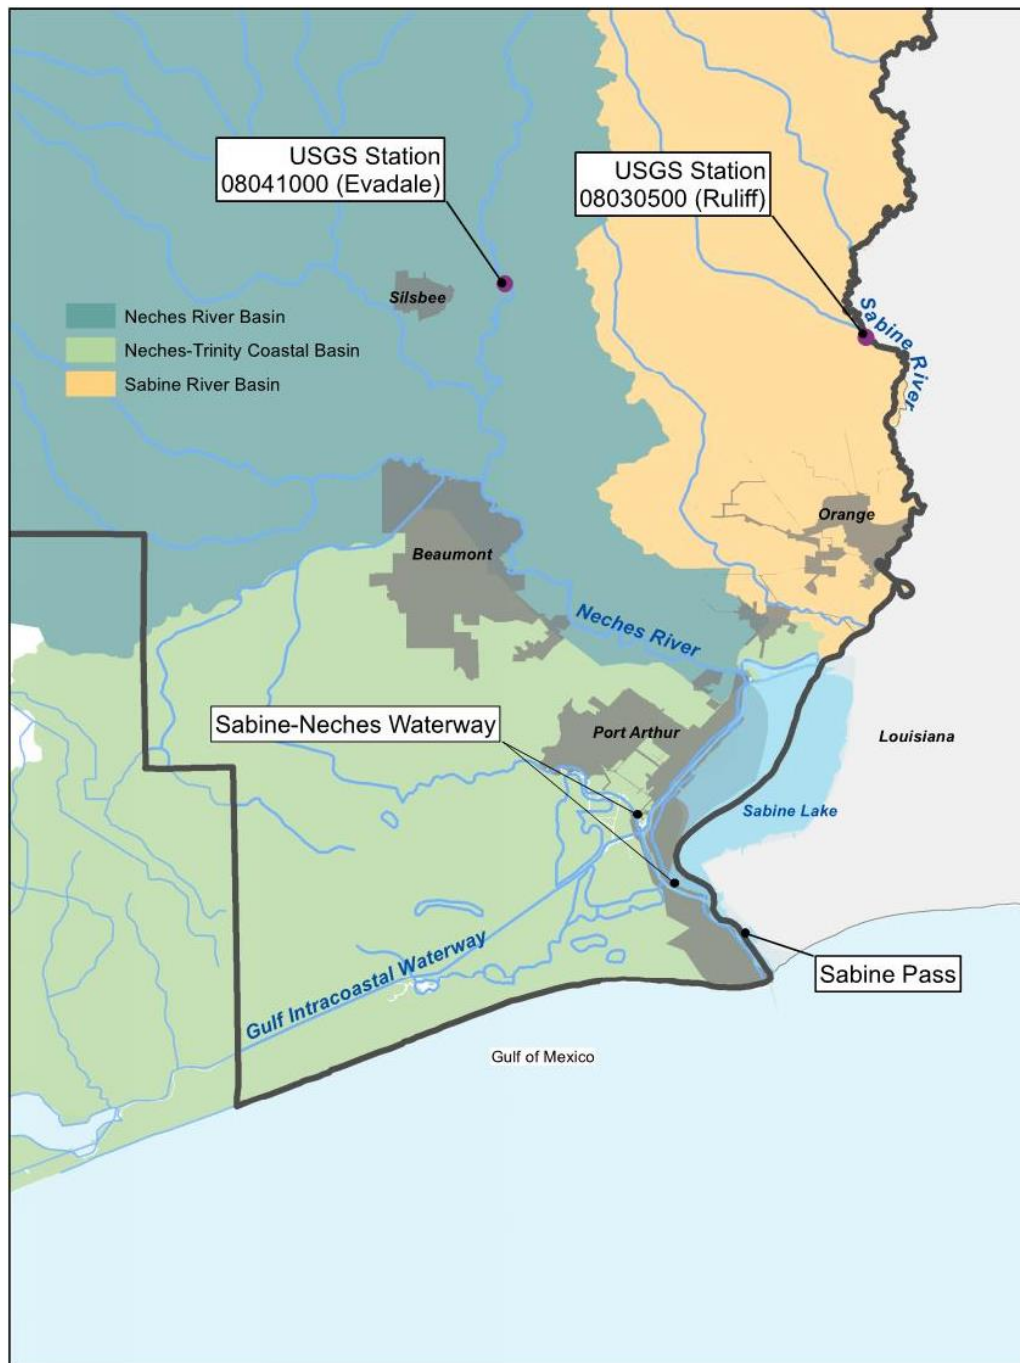 USGS Station
08041000 (Evadale)
USGS Station
08030500 (Ruliff)
Silsbee
Sabine River
Neches River Basin
Neches-Trinity Coastal Basin
Sabine River Basin
Orange
Beaumont
Neches River
Sabine-Neches Waterway
Port Arthur
Louisiana
Sabine Lake
Gulf Intracoastal Waterway
Sabine Pass
Gulf of Mexico